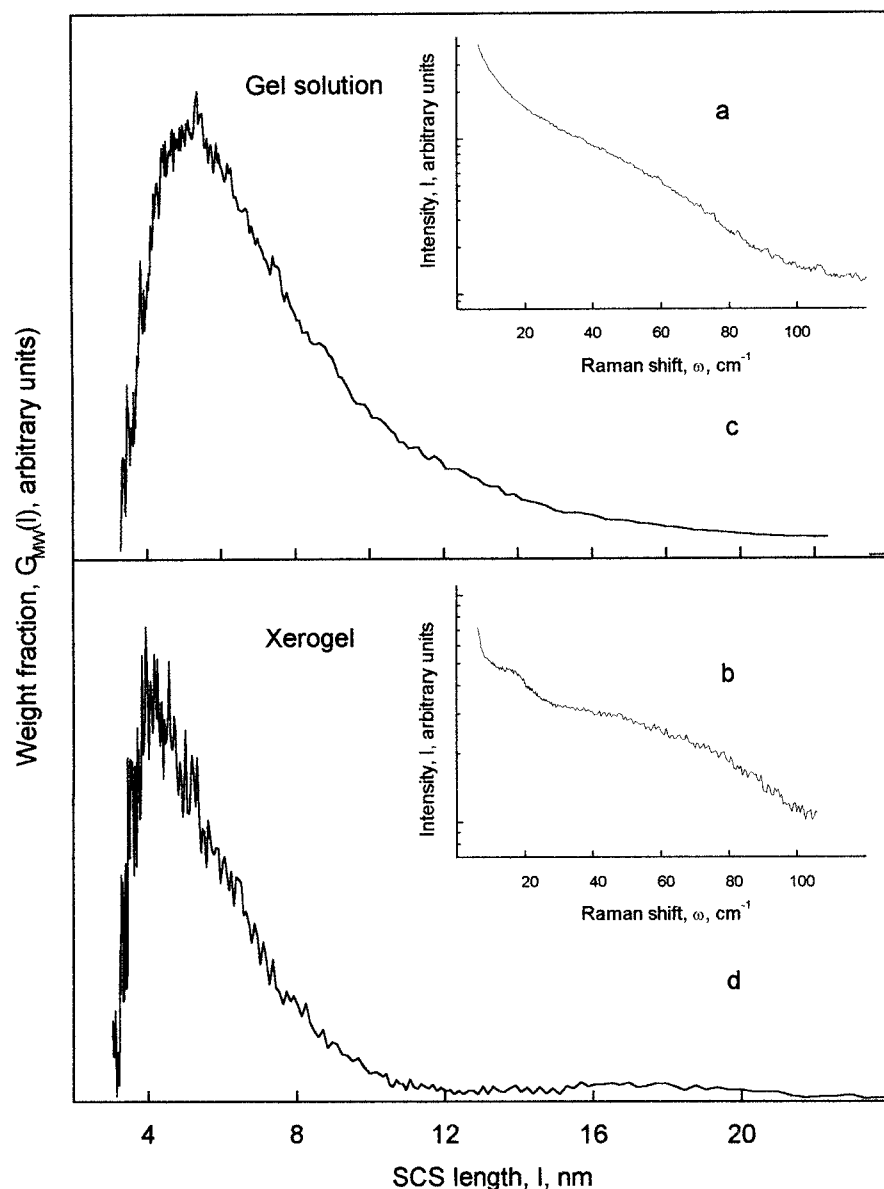 Gel solution
a
Intensity, I, arbitrary units
20 40 60 80 100
Raman shift, ω, cm⁻¹
c
Weight fraction, G_MW(l), arbitrary units
Xerogel
b
Intensity, I, arbitrary units
20 40 60 80 100
Raman shift, ω, cm⁻¹
d
4 8 12 16 20
SCS length, l, nm